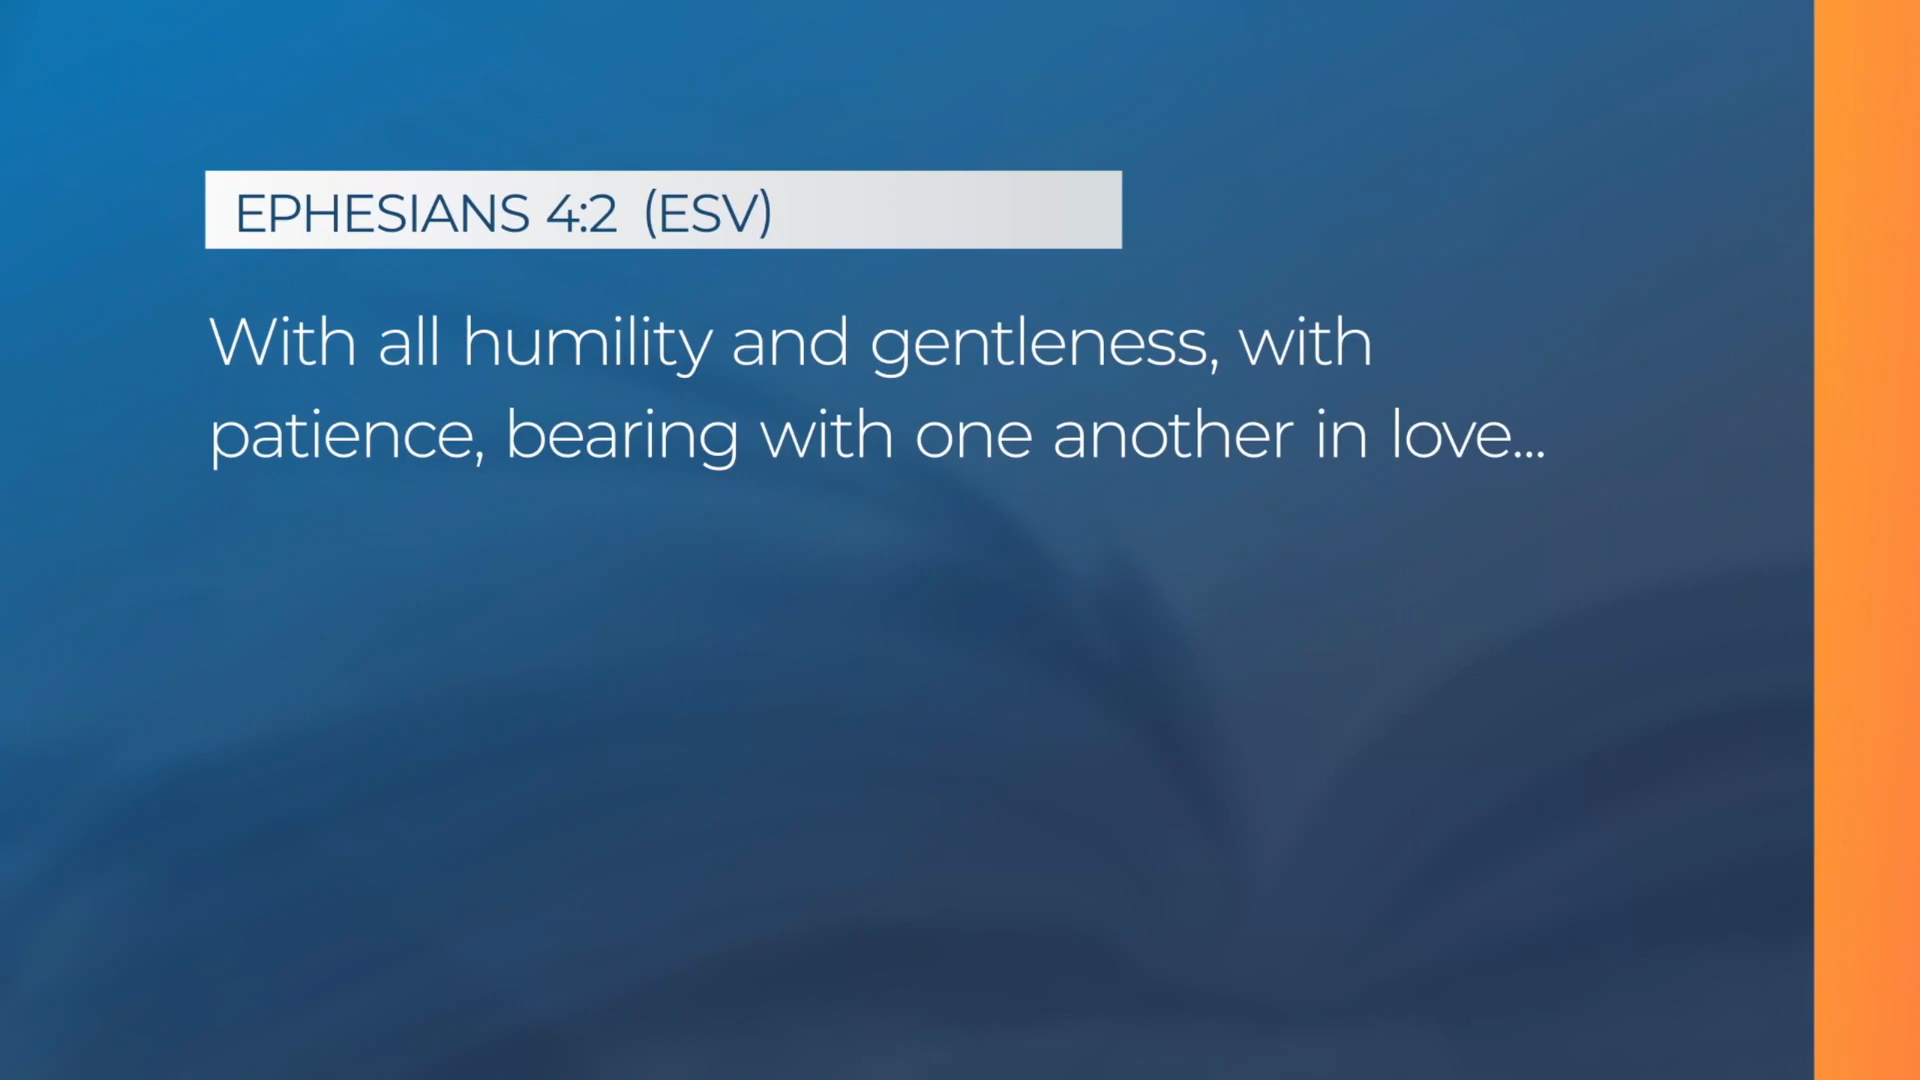 EPHESIANS 4:2 (ESV)
With all humility and gentleness, with
patience, bearing with one another in love...